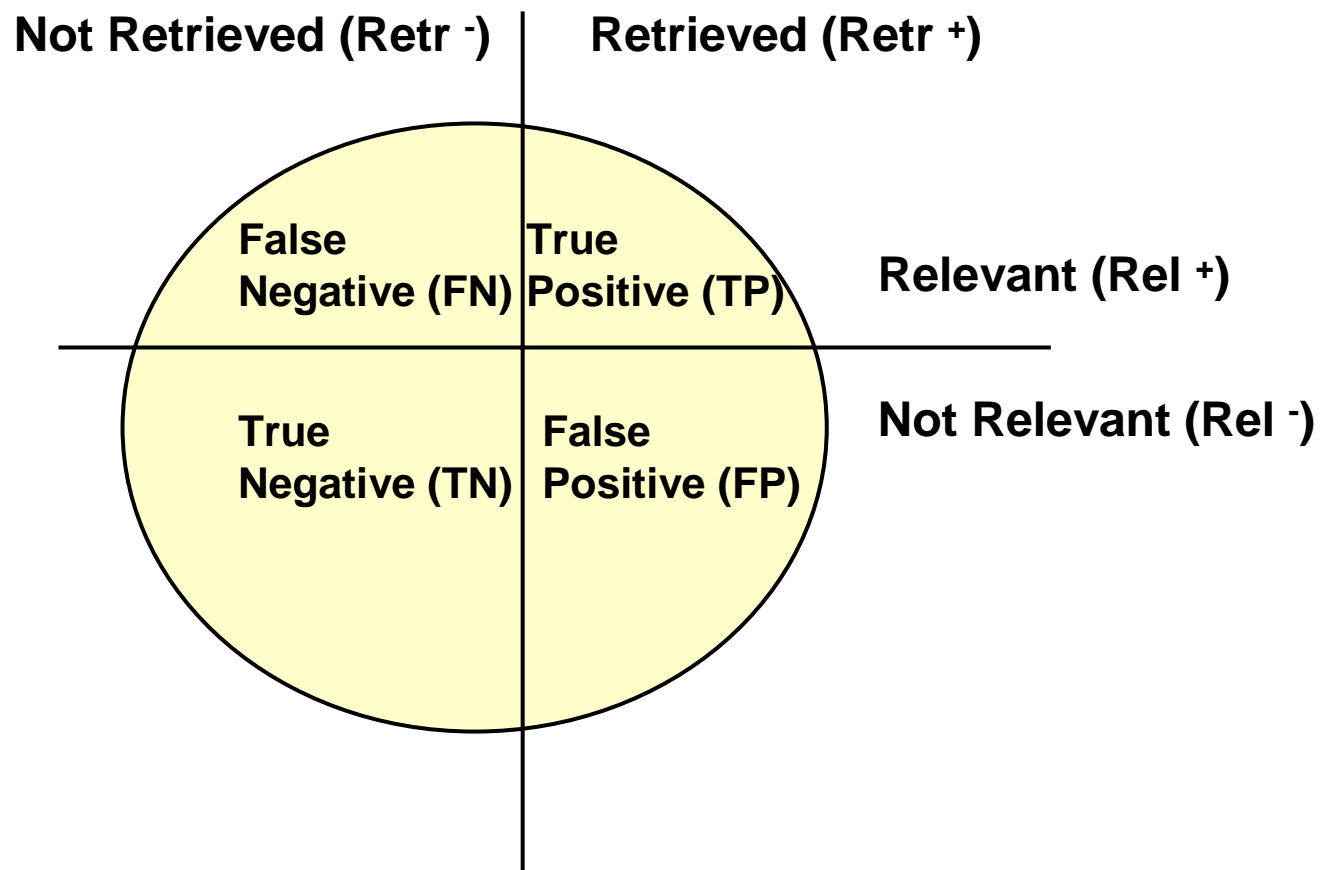 Not Retrieved (Retr -)
Retrieved (Retr +)
False
Negative (FN)
True
Positive (TP)
Relevant (Rel +)
True
Negative (TN)
False
Positive (FP)
Not Relevant (Rel -)